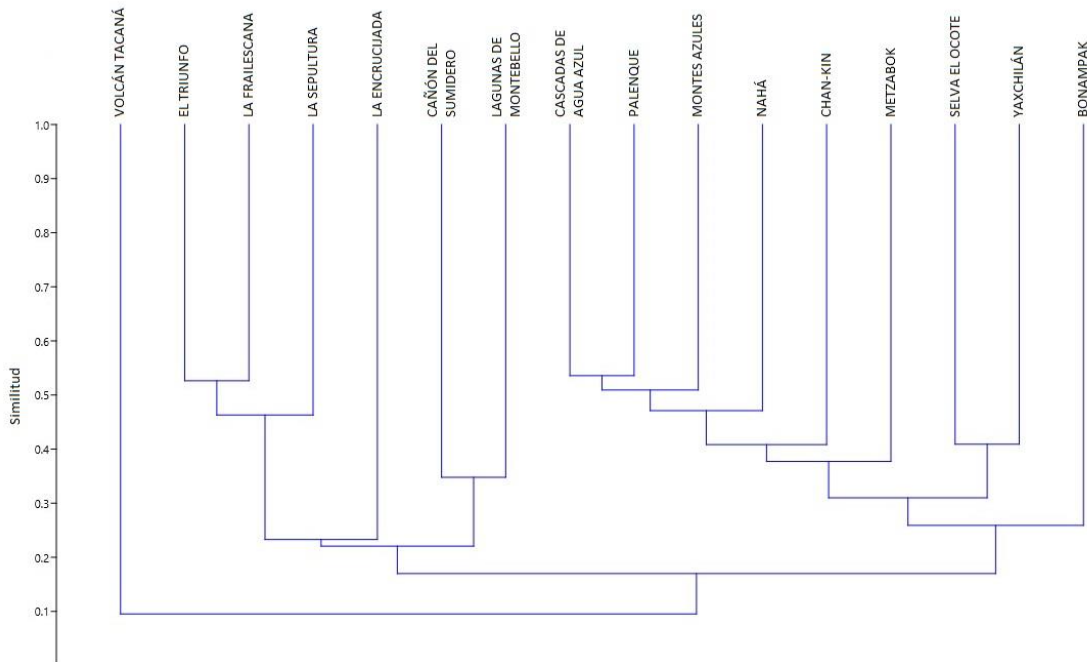 VOLCÁN TACANÁ
EL TRIUNFO
LA FRAILESCANA
LA SEPULTURA
LA ENCRUCIJADA
CAÑÓN DEL
SUMIDERO
LAGUNAS DE
MONTEBELLO
CASCADAS DE
AGUA AZUL
PALENQUE
MONTES AZULES
NAHÁ
CHAN-KIN
METZABOK
SELVA EL OCOTE
YAXCHILÁN
BONAMPAK
1.0
0.9
0.8
0.7
0.6
0.5
0.4
0.3
0.2
0.1
Similitud